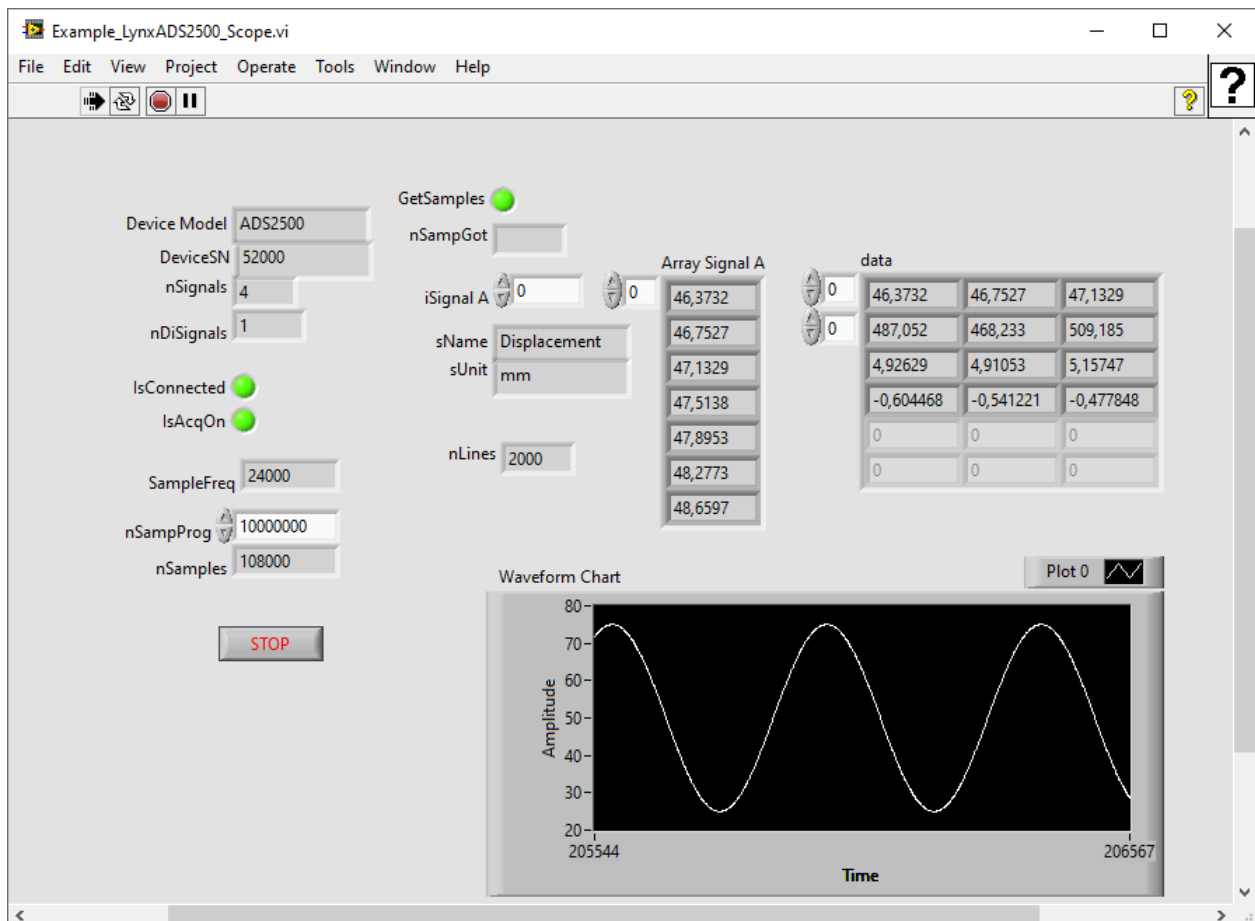 Example_LynxADS2500_Scope.vi
File Edit View Project Operate Tools Window Help
? ?
GetSamples
Device Model ADS2500
nSampGot
DeviceSN 52000
Array Signal A
data
nSignals 4
iSignal A 0
0
nDiSignals 1
sName Displacement
sUnit mm
IsConnected
IsAcqOn
nLines 2000
SampleFreq 24000
nSampProg 10000000
nSamples 108000
STOP
46,3732
46,7527
47,1329
47,5138
47,8953
48,2773
48,6597
0 46,3732 46,7527 47,1329
0 487,052 468,233 509,185
4,92629 4,91053 5,15747
-0,604468 -0,541221 -0,477848
0 0 0
0 0 0
Waveform Chart
Plot 0
Amplitude
80
70
60
50
40
30
20
205544 206567
Time